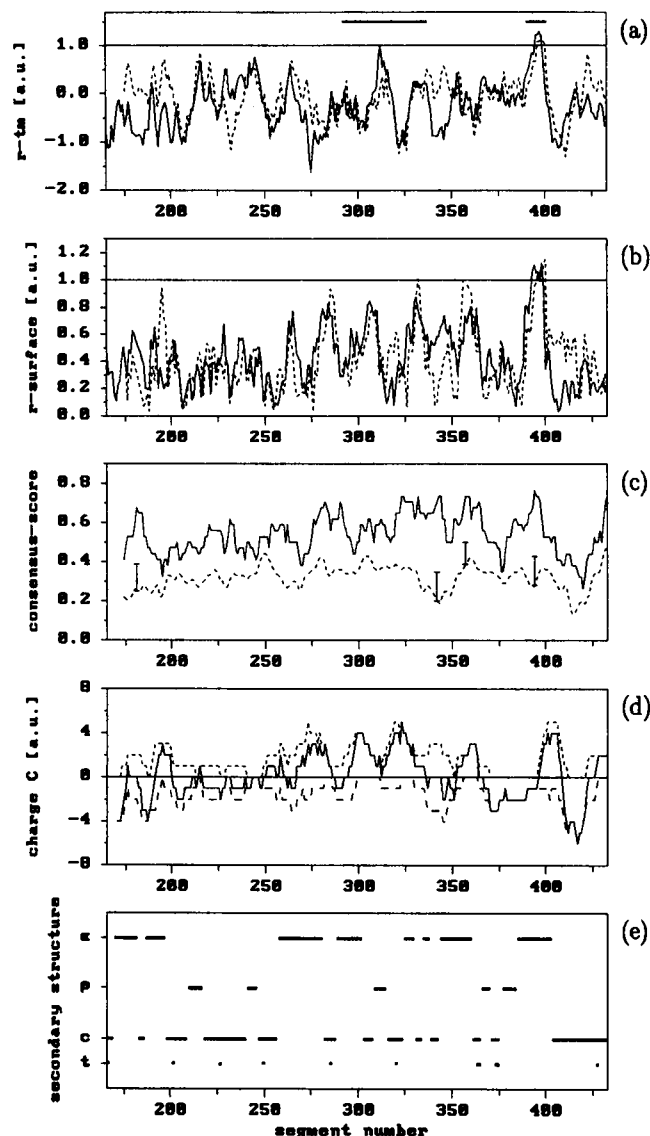 (a)
r-tm [a.u.]
1.0
0.0
-1.0
-2.0
200 250 300 350 400
(b)
r-surface [a.u.]
1.2
1.0
0.8
0.6
0.4
0.2
0.0
200 250 300 350 400
(c)
consensus-score
0.8
0.6
0.4
0.2
0.0
200 250 300 350 400
(d)
charge C [a.u.]
8
4
0
-4
-8
200 250 300 350 400
(e)
secondary structure
α
β
c
t
200 250 300 350 400
segment number